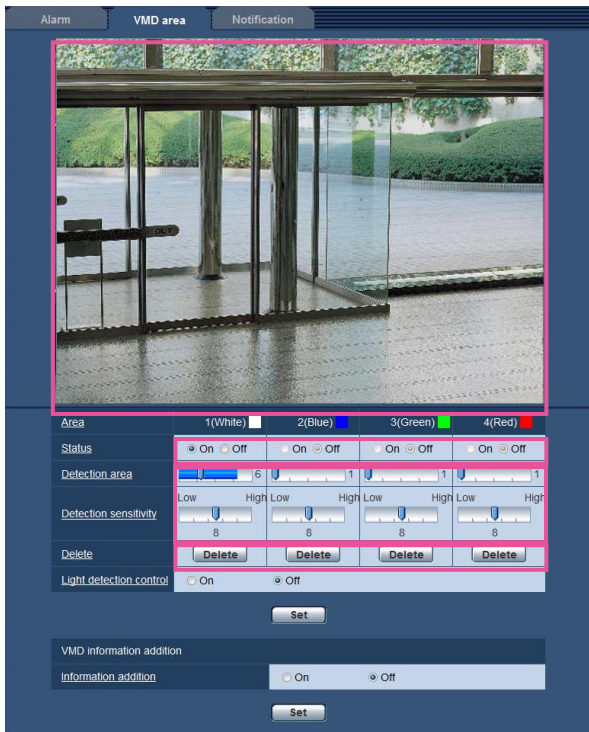 Alarm VMD area Notification
OUT
Area 1(White) 2(Blue) 3(Green) 4(Red)
Status On Off On Off On Off On Off
Detection area 6 1 1 1
Low High Low High Low High Low High
Detection sensitivity
8 8 8 8
Delete Delete Delete Delete Delete
Light detection control On Off
Set
VMD information addition
Information addition On Off
Set